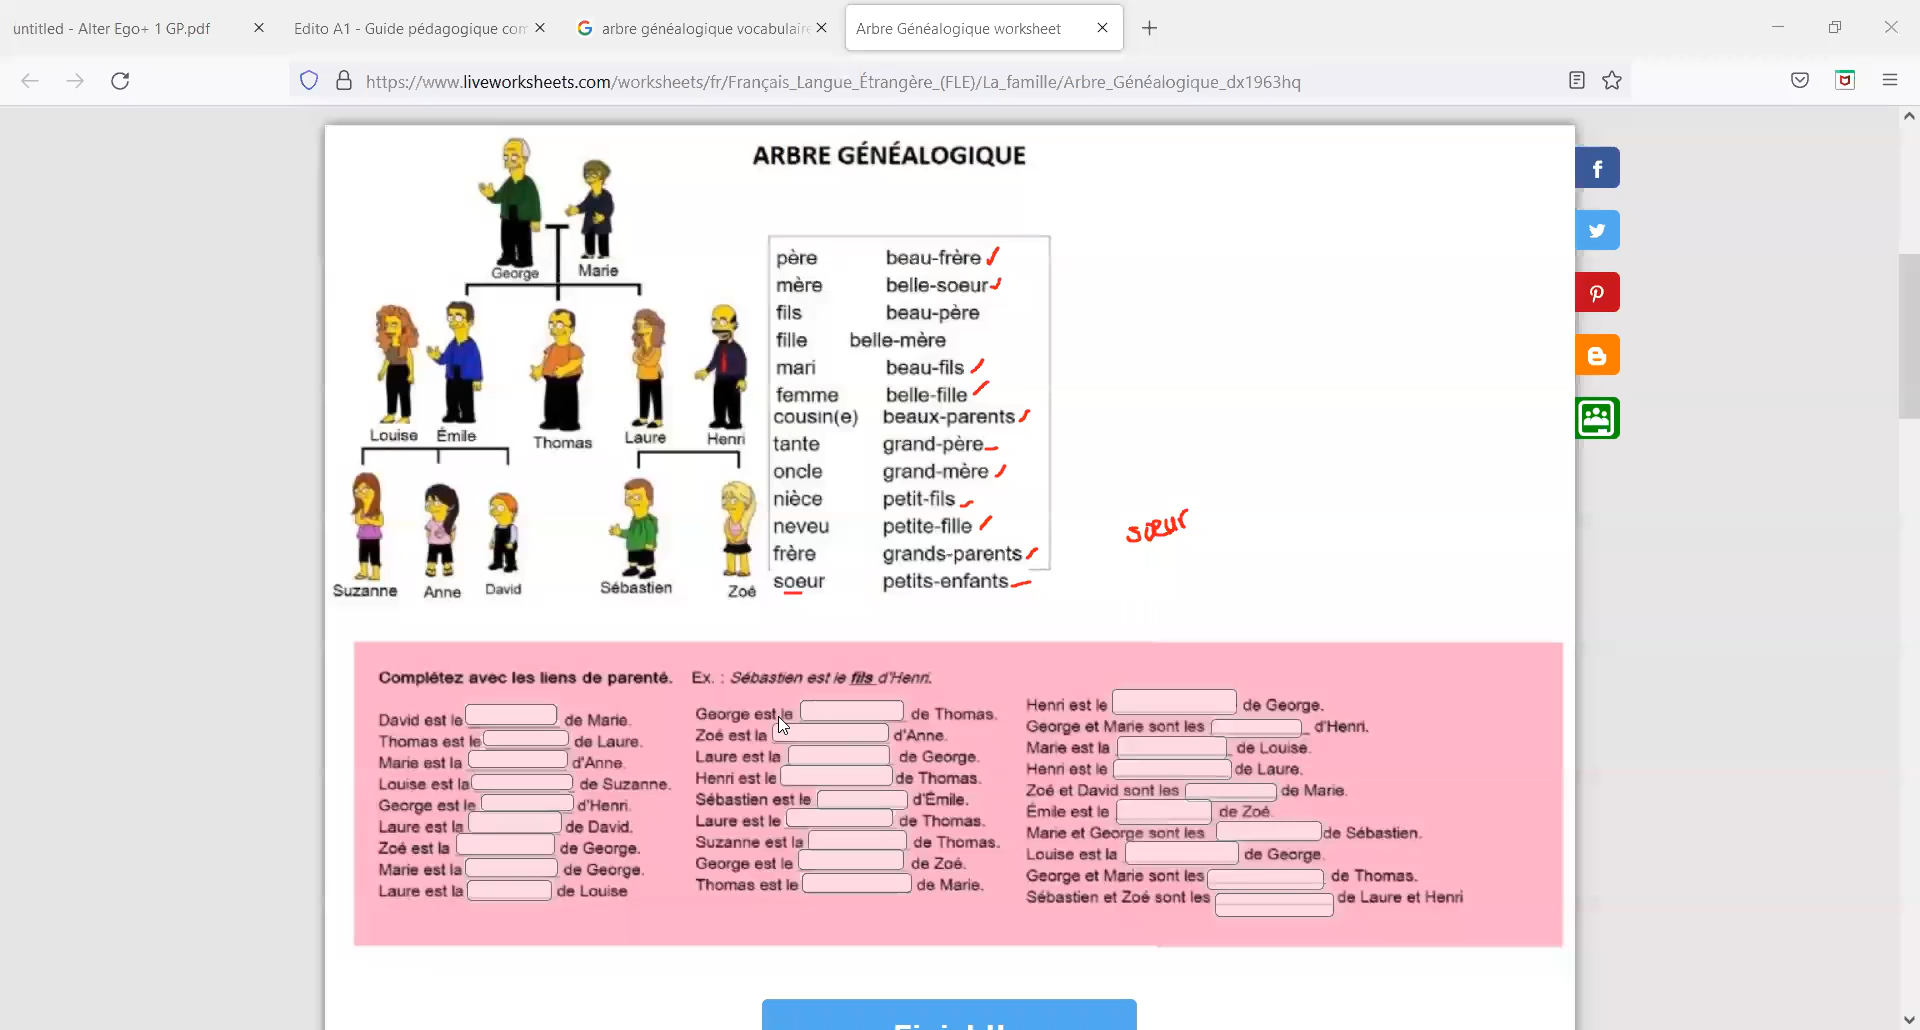 untitled - Alter Ego+ 1 GP.pdf
Edito A1 - Guide pédagogique com
arbre généalogique vocabulaire
Arbre Généalogique worksheet
https://www.liveworksheets.com/worksheets/fr/Français_Langue_Étrangère_(FLE)/La_famille/Arbre_Généalogique_dx1963hq
ARBRE GÉNÉALOGIQUE
George Marie
Louise Émile Thomas Laure Henri
Suzanne Anne David Sébastien Zoé
père beau-frère
mère belle-soeur
fils beau-père
fille belle-mère
mari beau-fils
femme belle-fille
cousin(e) beaux-parents
tante grand-père
oncle grand-mère
nièce petit-fils
neveu petite-fille
frère grands-parents
soeur petits-enfants
sœur
Complétez avec les liens de parenté. Ex. : Sébastien est le fils d'Henri.
David est le de Marie.
Thomas est le de Laure.
Marie est la d'Anne.
Louise est la de Suzanne.
George est le d'Henri.
Laure est la de David.
Zoé est la de George.
Marie est la de George.
Laure est la de Louise
George est le de Thomas.
Zoé est la d'Anne.
Laure est la de George.
Henri est le de Thomas.
Sébastien est le d'Émile.
Laure est le de Thomas.
Suzanne est la de Thomas.
George est le de Zoé.
Thomas est le de Marie.
Henri est le de George.
George et Marie sont les d'Henri.
Marie est la de Louise.
Henri est le de Laure.
Zoé et David sont les de Marie.
Émile est le de Zoé.
Marie et George sont les de Sébastien.
Louise est la de George.
George et Marie sont les de Thomas.
Sébastien et Zoé sont les de Laure et Henri